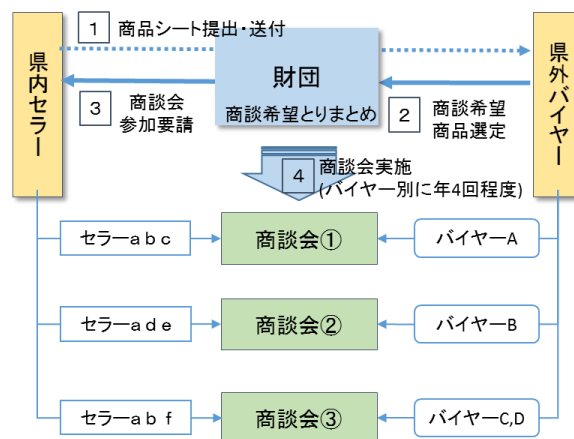 1 商品シート提出・送付
県内セラー
財団
商談希望とりまとめ
県外バイヤー
3 商談会
参加要請
2 商談希望
商品選定
4 商談会実施
(バイヤー別に年4回程度)
セラーａｂｃ
商談会①
バイヤーA
セラーａｄｅ
商談会②
バイヤーB
セラーａｂｆ
商談会③
バイヤーC,D